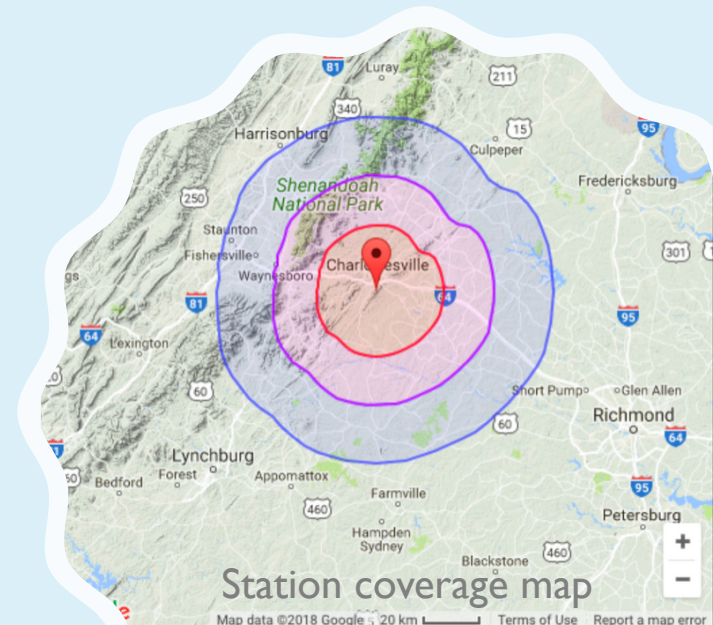 81
Luray
211
340
15
95
Harrisonburg
Culpeper
Shenandoah
National Park
Fredericksburg
250
Staunton
301
Fishersville
Waynesboro
Charlottesville
gs
81
64
95
64
Lexington
60
Short Pump
Glen Allen
Richmond
60
64
Lynchburg
Bedford
Forest
Appomattox
95
460
Farmville
Petersburg
Hampden
Sydney
460
Blackstone
+
−
Station coverage map
Map data ©2018 Google
20 km
Terms of Use
Report a map error